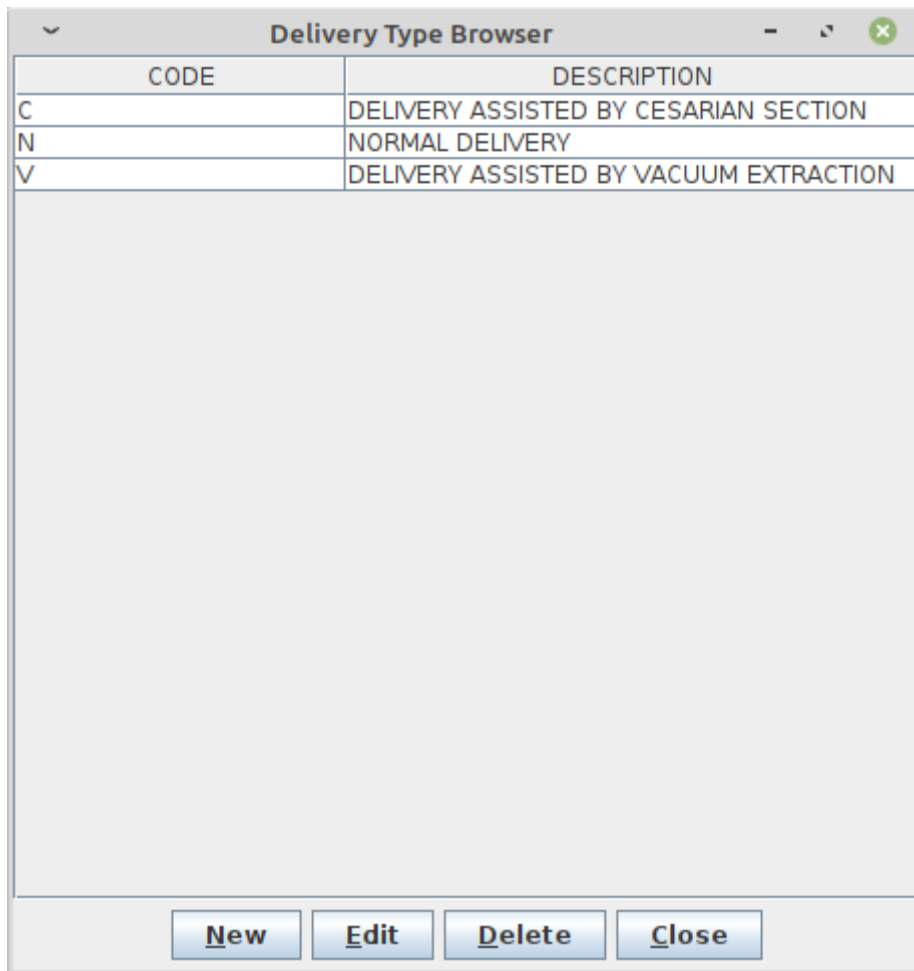 Delivery Type Browser
CODE DESCRIPTION
C DELIVERY ASSISTED BY CESARIAN SECTION
N NORMAL DELIVERY
V DELIVERY ASSISTED BY VACUUM EXTRACTION
New Edit Delete Close